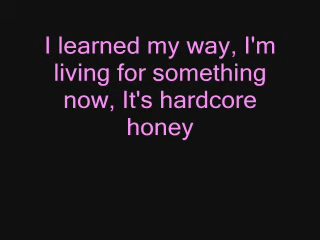 I learned my way, I'm
living for something
now, It's hardcore
honey